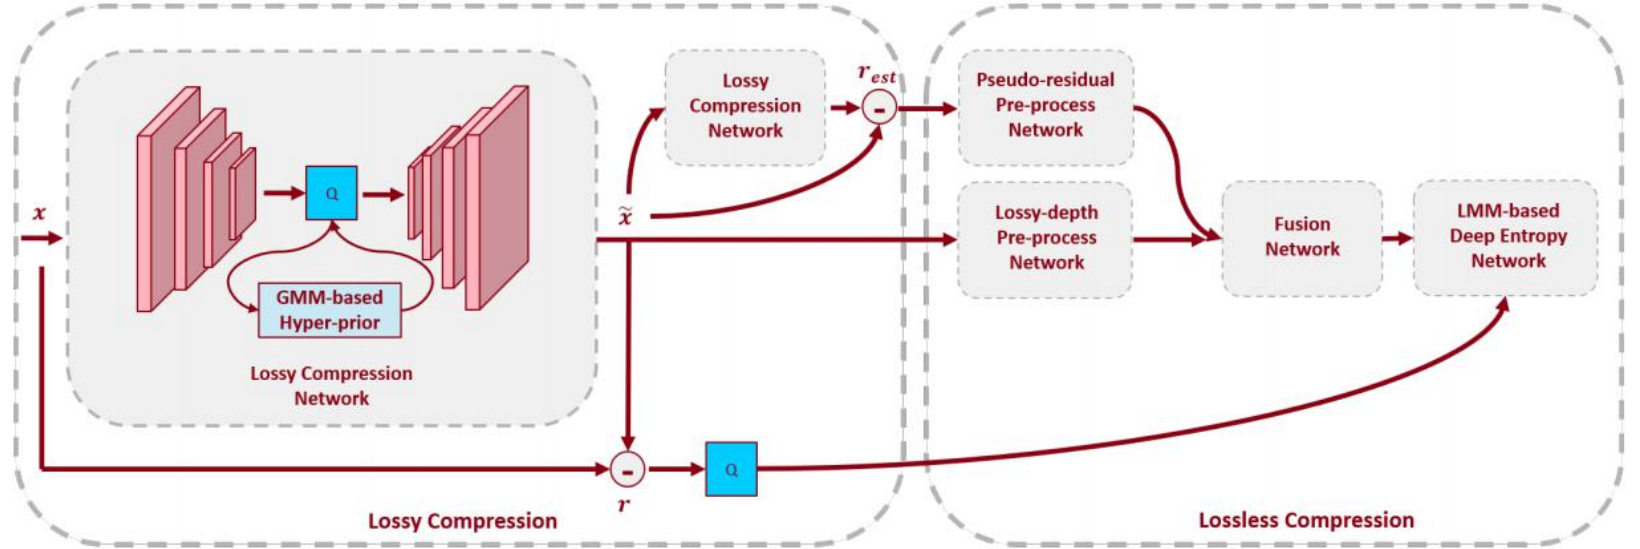 x
Q
GMM-based
Hyper-prior
Lossy Compression
Network
Lossy
Compression
Network
r_est
-
x̃
-
r
Q
Lossy Compression
Pseudo-residual
Pre-process
Network
Lossy-depth
Pre-process
Network
Fusion
Network
LMM-based
Deep Entropy
Network
Lossless Compression